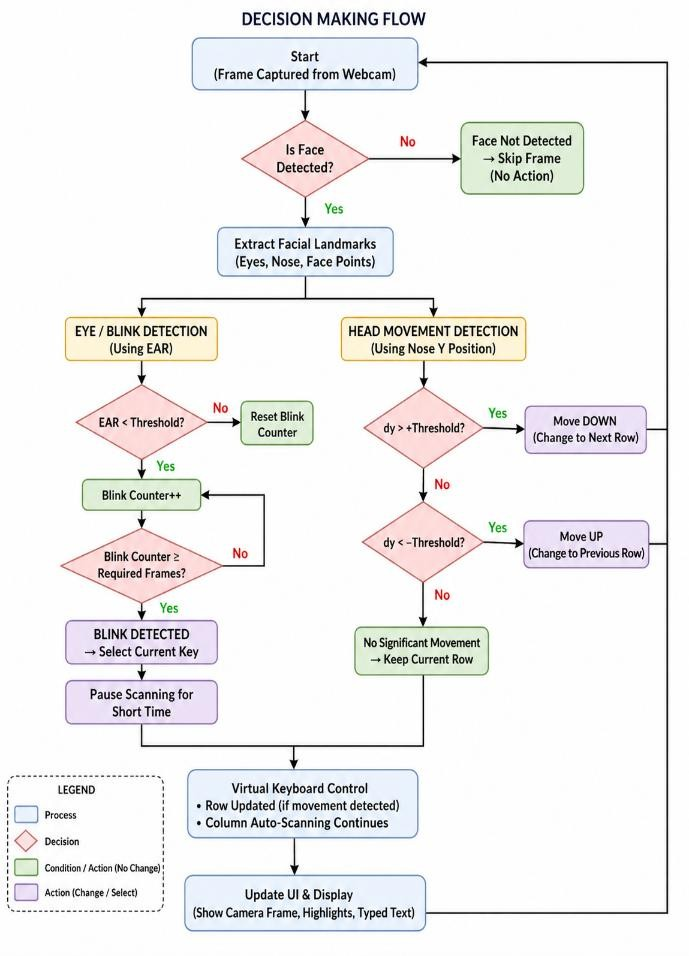 DECISION MAKING FLOW
Start
(Frame Captured from Webcam)
Is Face
Detected?
No
Face Not Detected
→ Skip Frame
(No Action)
Yes
Extract Facial Landmarks
(Eyes, Nose, Face Points)
EYE / BLINK DETECTION
(Using EAR)
EAR < Threshold?
No
Reset Blink
Counter
Yes
Blink Counter++
Blink Counter ≥
Required Frames?
No
Yes
BLINK DETECTED
→ Select Current Key
Pause Scanning for
Short Time
HEAD MOVEMENT DETECTION
(Using Nose Y Position)
dy > +Threshold?
Yes
Move DOWN
(Change to Next Row)
No
dy < –Threshold?
Yes
Move UP
(Change to Previous Row)
No
No Significant Movement
→ Keep Current Row
Virtual Keyboard Control
• Row Updated (if movement detected)
• Column Auto-Scanning Continues
Update UI & Display
(Show Camera Frame, Highlights, Typed Text)
LEGEND
Process
Decision
Condition / Action (No Change)
Action (Change / Select)